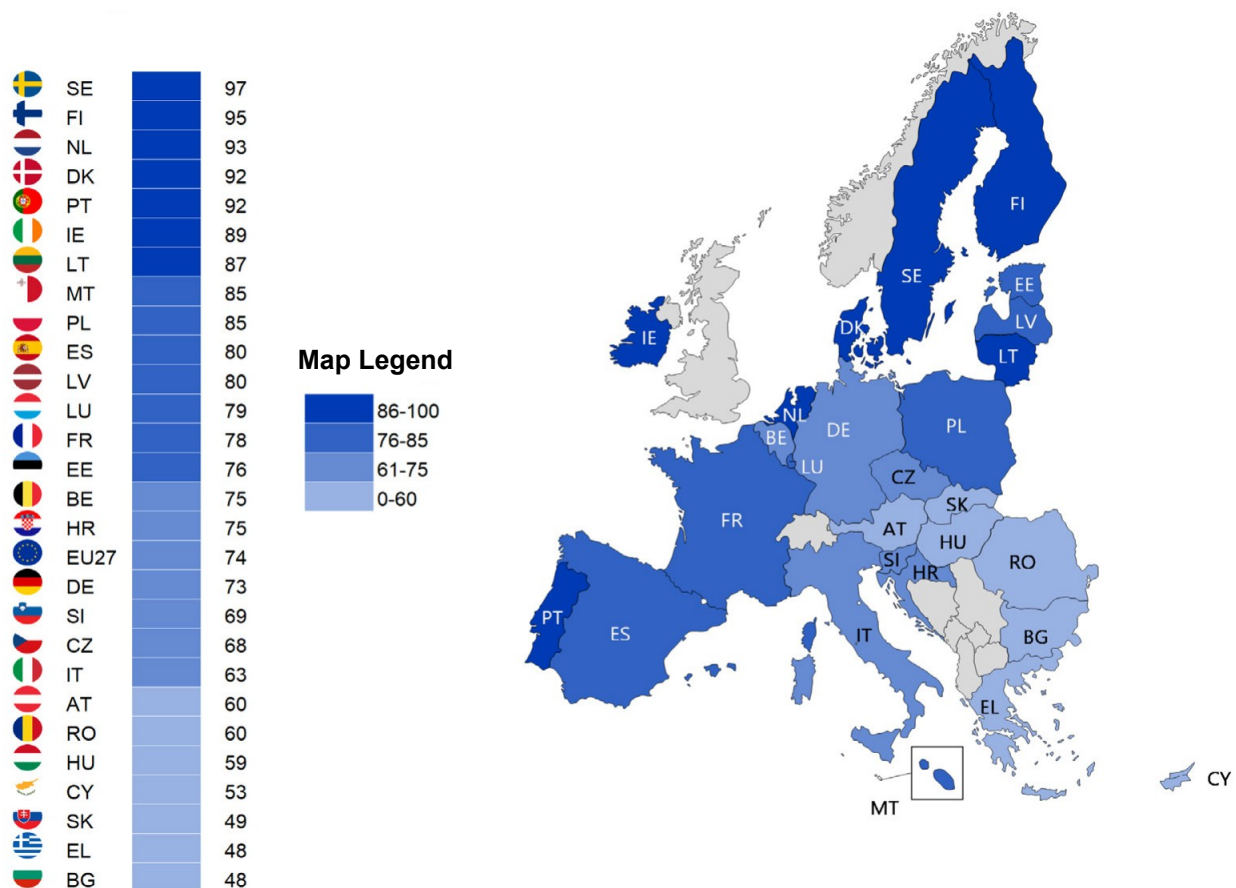 SE 97
FI 95
NL 93
DK 92
PT 92
IE 89
LT 87
MT 85
PL 85
ES 80
LV 80
LU 79
FR 78
EE 76
BE 75
HR 75
EU27 74
DE 73
SI 69
CZ 68
IT 63
AT 60
RO 60
HU 59
CY 53
SK 49
EL 48
BG 48
Map Legend
86-100
76-85
61-75
0-60
FI
SE
EE
LV
DK
IE
LT
NL
DE
PL
BE
LU
CZ
SK
FR
AT
HU
RO
SI
HR
PT
ES
IT
BG
EL
CY
MT